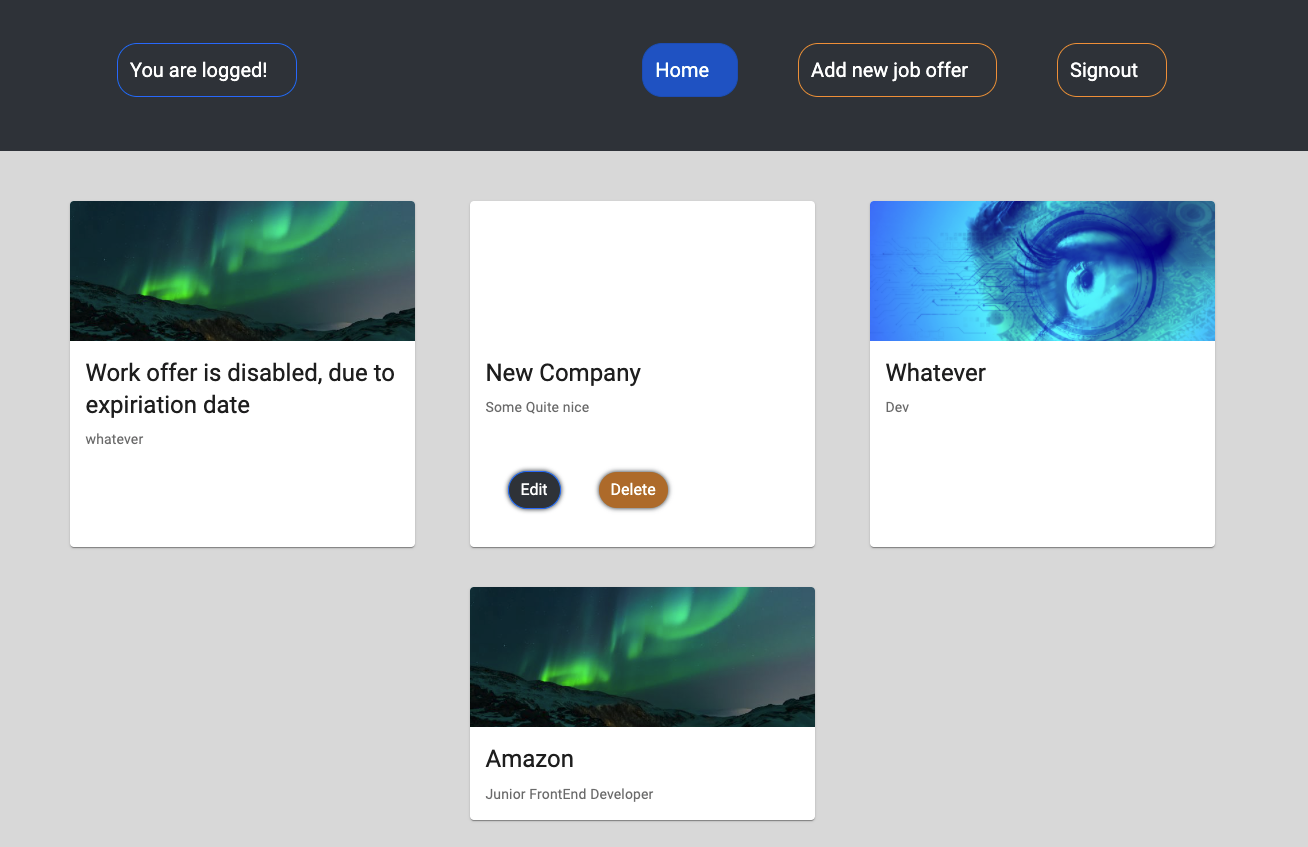 You are logged!
Home
Add new job offer
Signout
Work offer is disabled, due to
expiriation date
whatever
New Company
Some Quite nice
Edit
Delete
Whatever
Dev
Amazon
Junior FrontEnd Developer